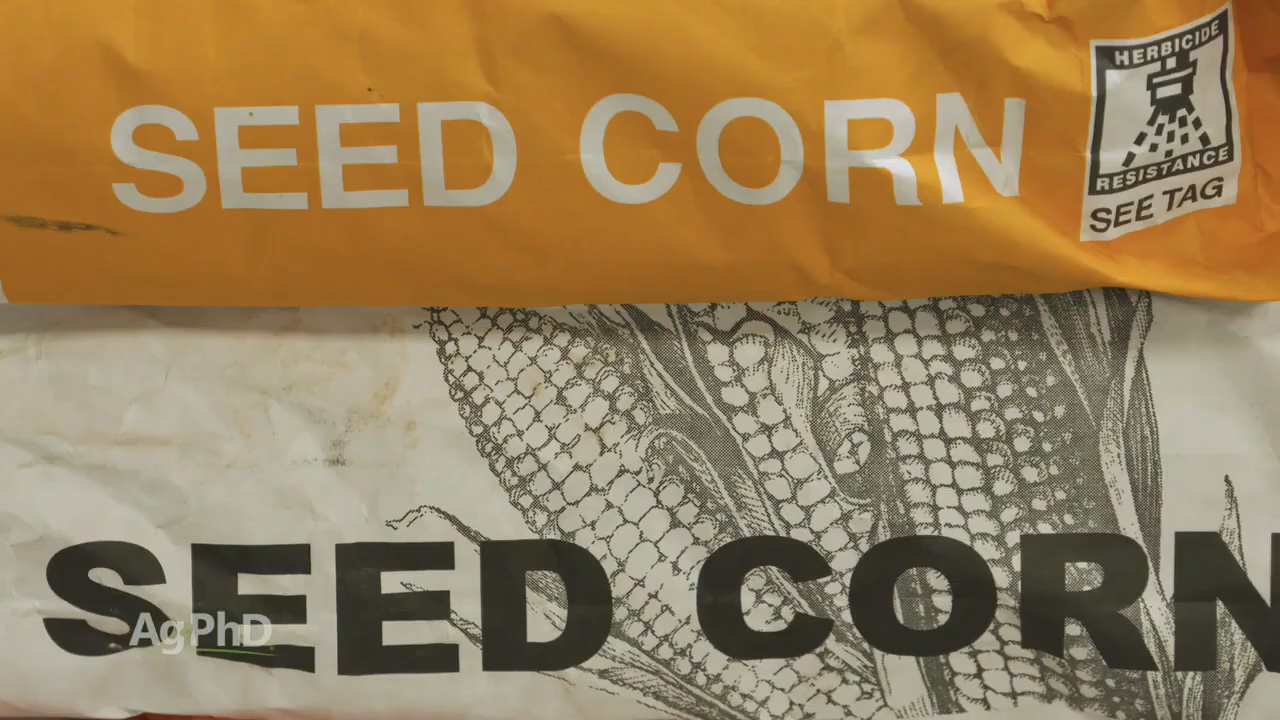 SEED CORN
HERBICIDE
RESISTANCE
SEE TAG
SEED CORN
Ag PhD